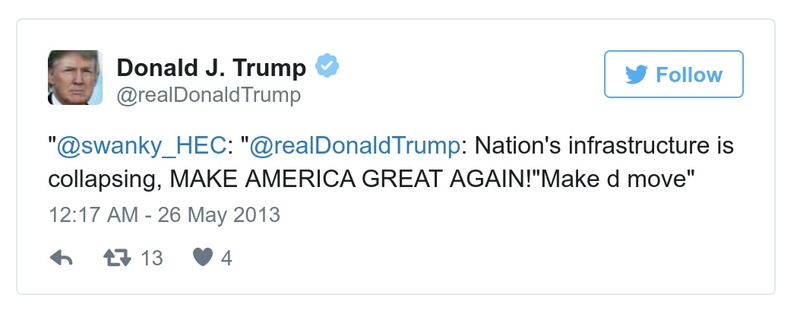 Donald J. Trump
@realDonaldTrump
Follow
"@swanky_HEC: "@realDonaldTrump: Nation's infrastructure is
collapsing, MAKE AMERICA GREAT AGAIN!"Make d move"
12:17 AM - 26 May 2013
13 4